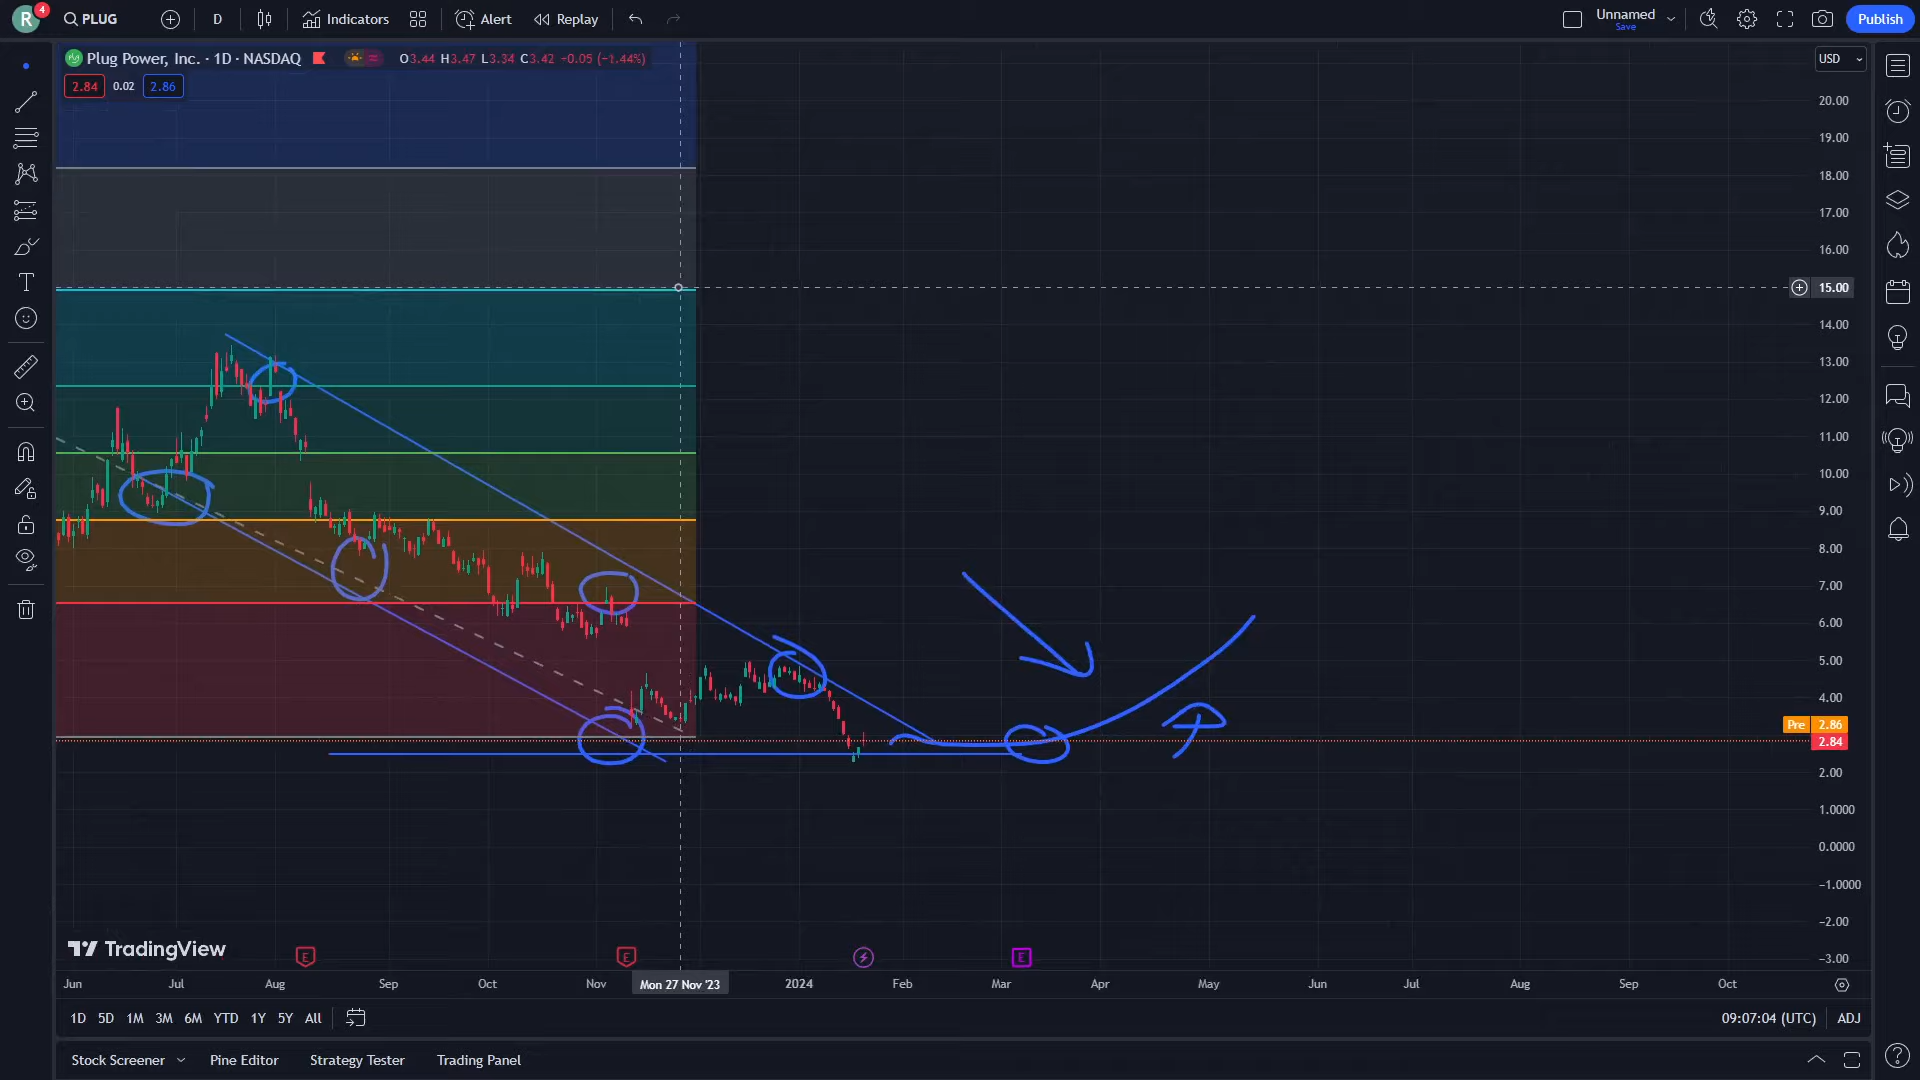 R 4 PLUG D Indicators Alert Replay Unnamed Publish
Save
Plug Power, Inc. · 1D · NASDAQ O3.44 H3.47 L3.34 C3.42 −0.05 (−1.44%) USD
2.84 0.02 2.86
20.00
19.00
18.00
17.00
16.00
15.00
14.00
13.00
12.00
11.00
10.00
9.00
8.00
7.00
6.00
5.00
4.00
Pre 2.86
2.84
2.00
1.0000
0.0000
−1.0000
−2.00
−3.00
TradingView
E E E
Jun Jul Aug Sep Oct Nov Mon 27 Nov '23 2024 Feb Mar Apr May Jun Jul Aug Sep Oct
1D 5D 1M 3M 6M YTD 1Y 5Y All 09:07:04 (UTC) ADJ
Stock Screener Pine Editor Strategy Tester Trading Panel